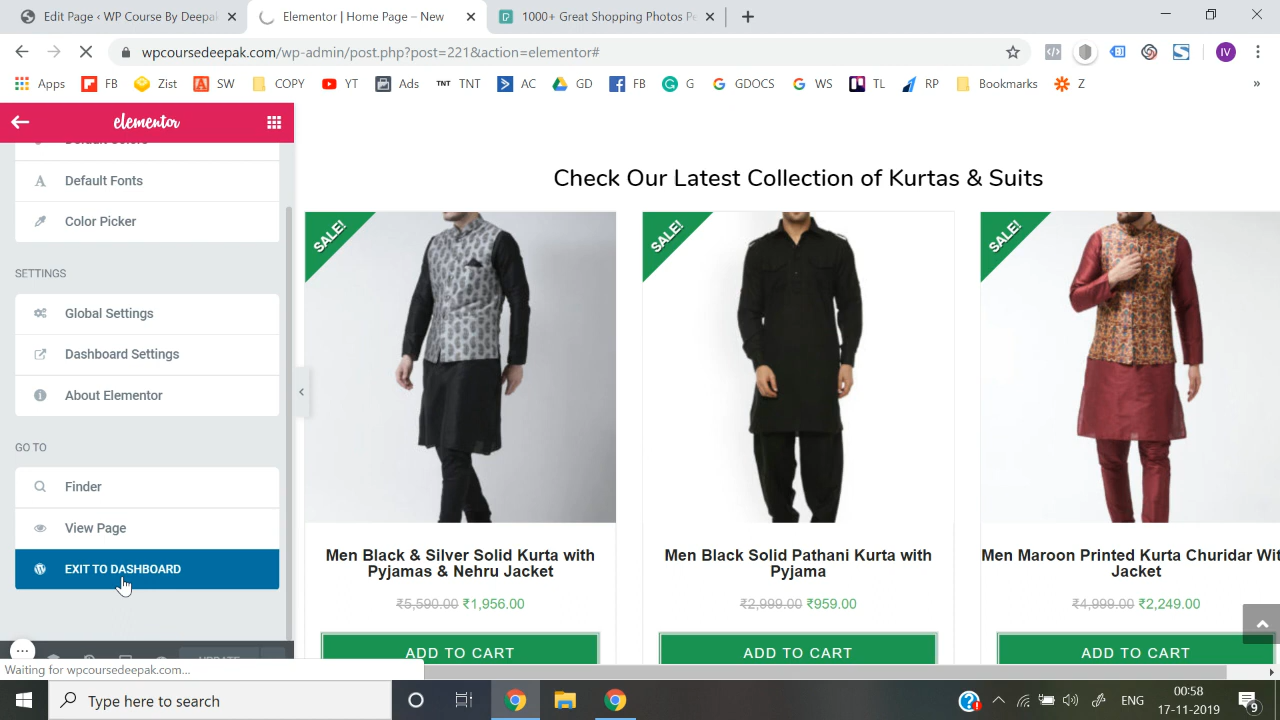 Edit Page ‹ WP Course By Deepak
Elementor | Home Page – New
1000+ Great Shopping Photos Pe
wpcoursedeepak.com/wp-admin/post.php?post=221&action=elementor#
IV
Apps FB Zist SW COPY YT Ads TNT TNT AC GD FB G GDOCS WS TL RP Bookmarks Z »
elementor
Default Colors
Default Fonts
Color Picker
SETTINGS
Global Settings
Dashboard Settings
About Elementor
GO TO
Finder
View Page
EXIT TO DASHBOARD
UPDATE
Waiting for wpcoursedeepak.com...
Check Our Latest Collection of Kurtas & Suits
SALE! SALE! SALE!
Men Black & Silver Solid Kurta with
Pyjamas & Nehru Jacket
₹5,590.00 ₹1,956.00
ADD TO CART
Men Black Solid Pathani Kurta with
Pyjama
₹2,999.00 ₹959.00
ADD TO CART
Men Maroon Printed Kurta Churidar Wit
Jacket
₹4,999.00 ₹2,249.00
ADD TO CART
Type here to search
ENG
00:58
17-11-2019
9